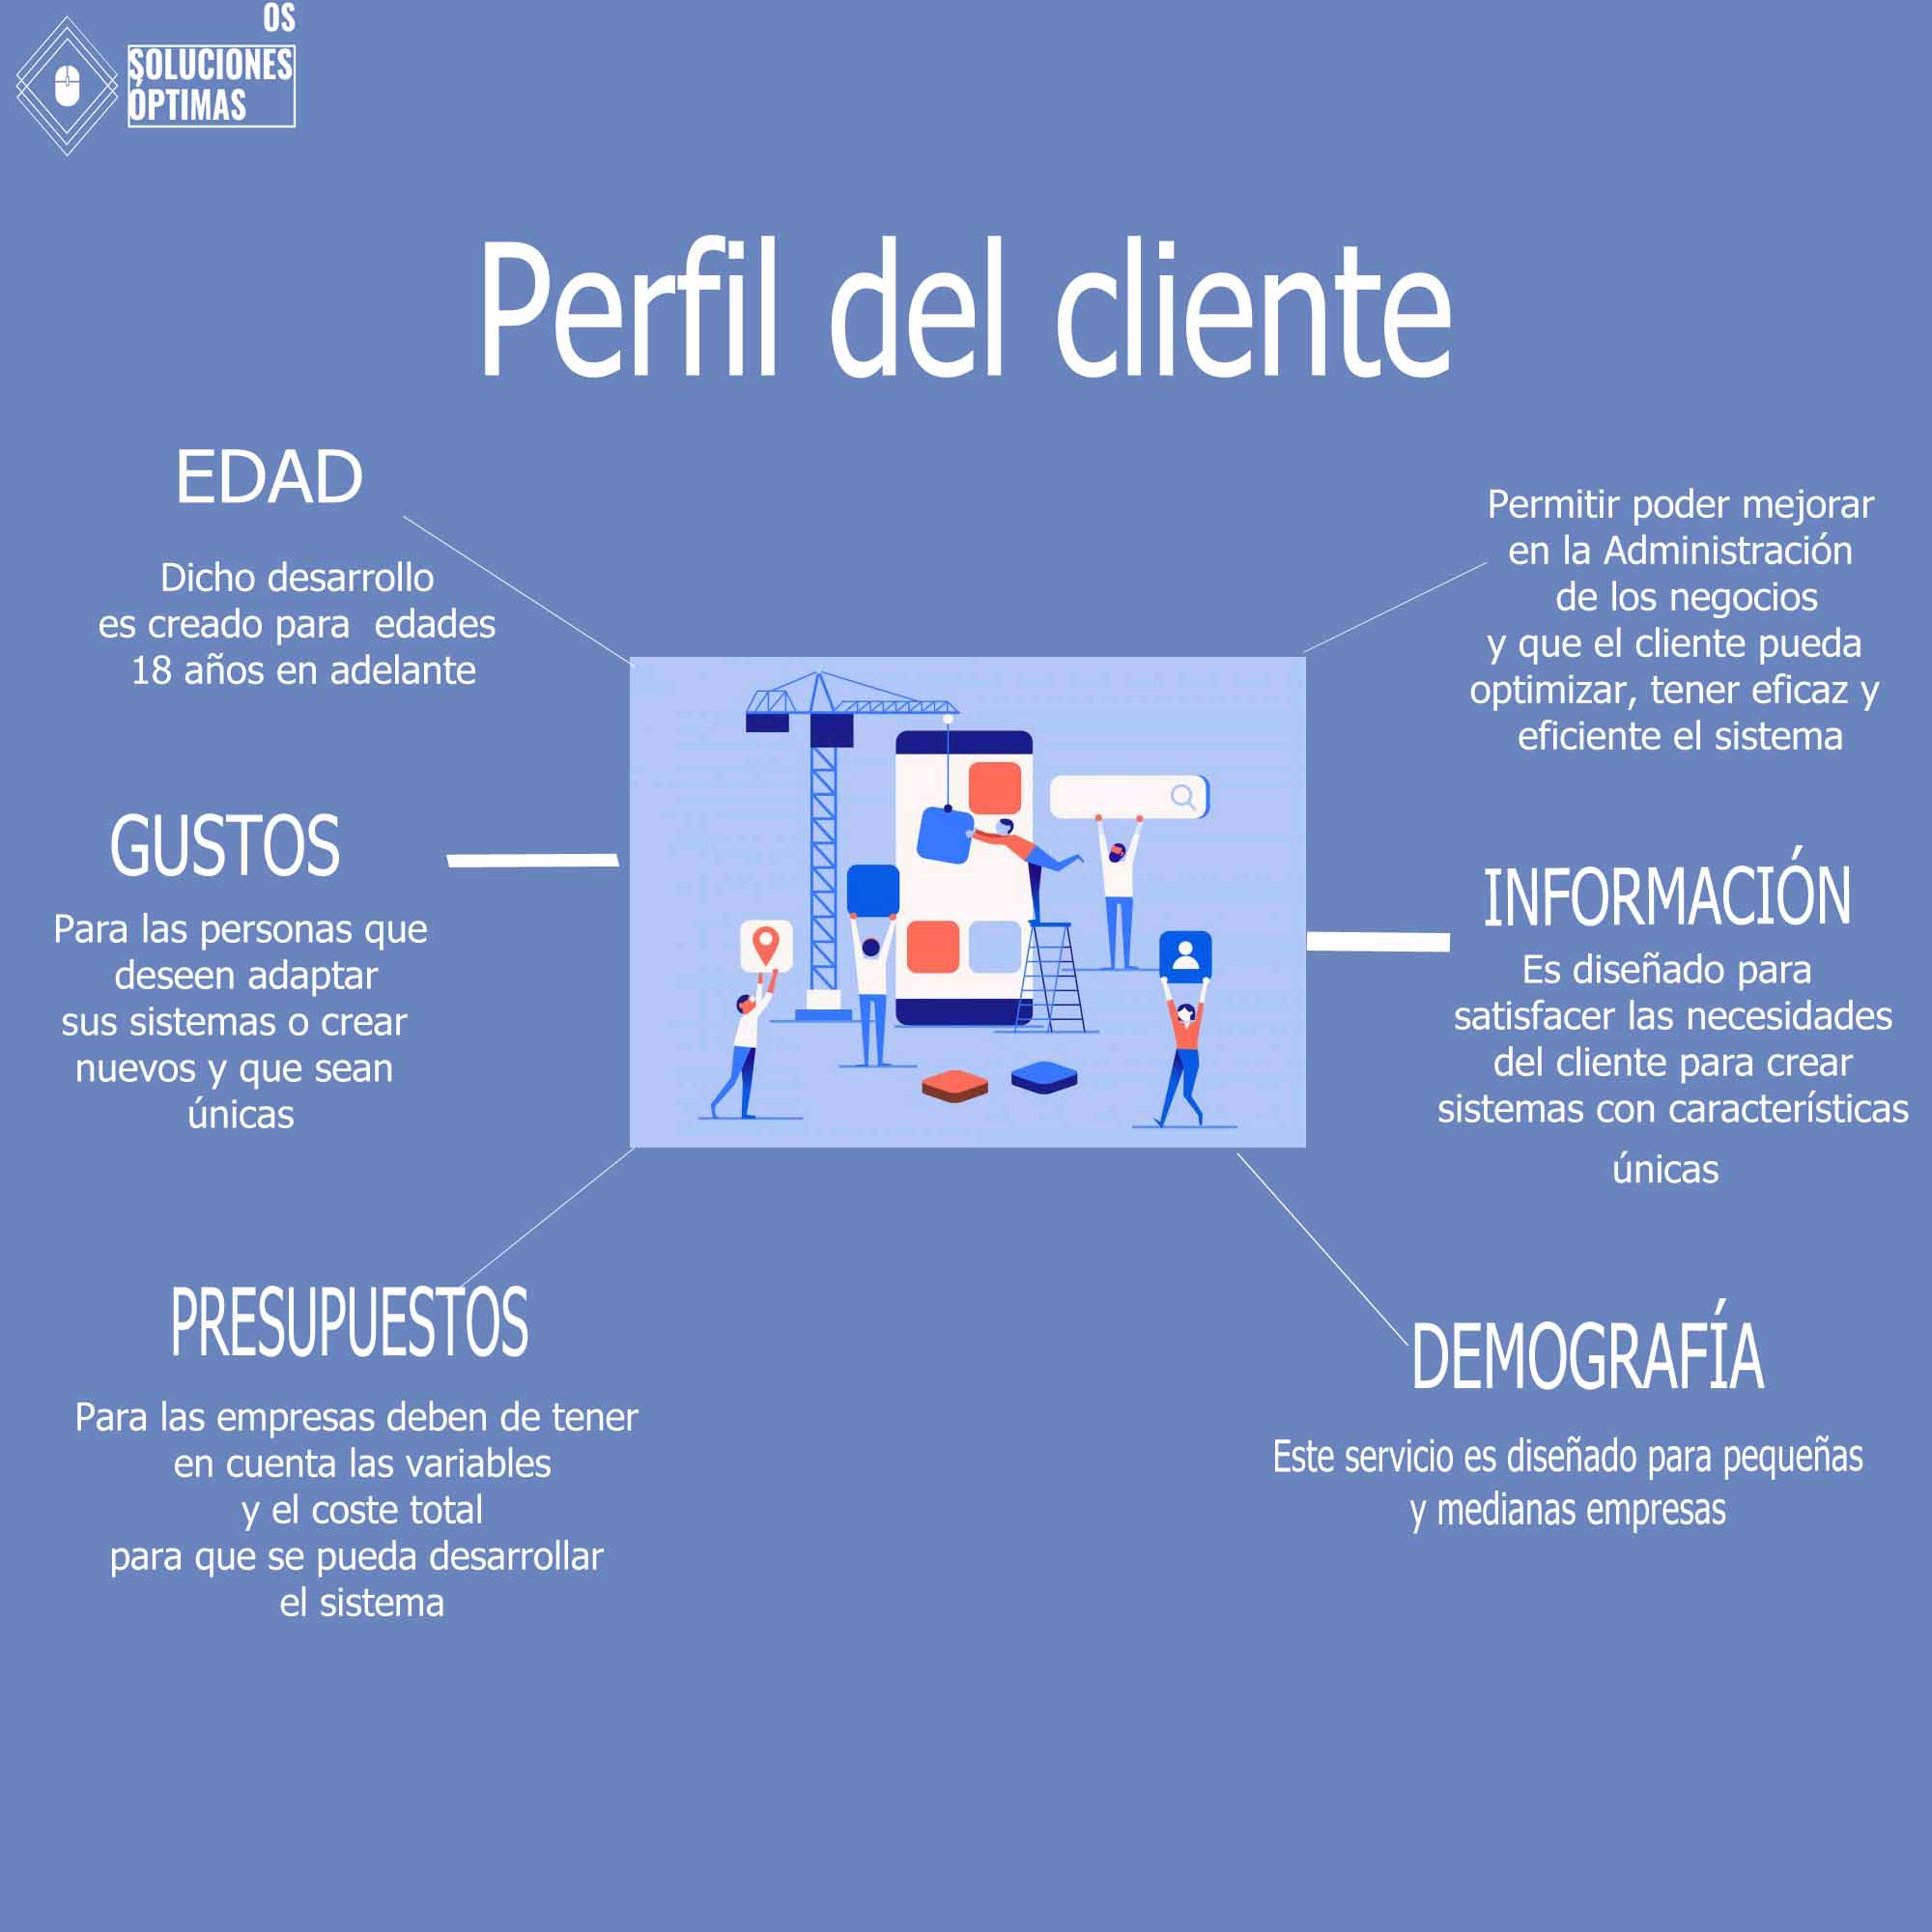 OS
SOLUCIONES
ÓPTIMAS
Perfil del cliente
EDAD
Dicho desarrollo
es creado para edades
18 años en adelante
GUSTOS
Para las personas que
deseen adaptar
sus sistemas o crear
nuevos y que sean
únicas
PRESUPUESTOS
Para las empresas deben de tener
en cuenta las variables
y el coste total
para que se pueda desarrollar
el sistema
Permitir poder mejorar
en la Administración
de los negocios
y que el cliente pueda
optimizar, tener eficaz y
eficiente el sistema
INFORMACIÓN
Es diseñado para
satisfacer las necesidades
del cliente para crear
sistemas con características
únicas
DEMOGRAFÍA
Este servicio es diseñado para pequeñas
y medianas empresas